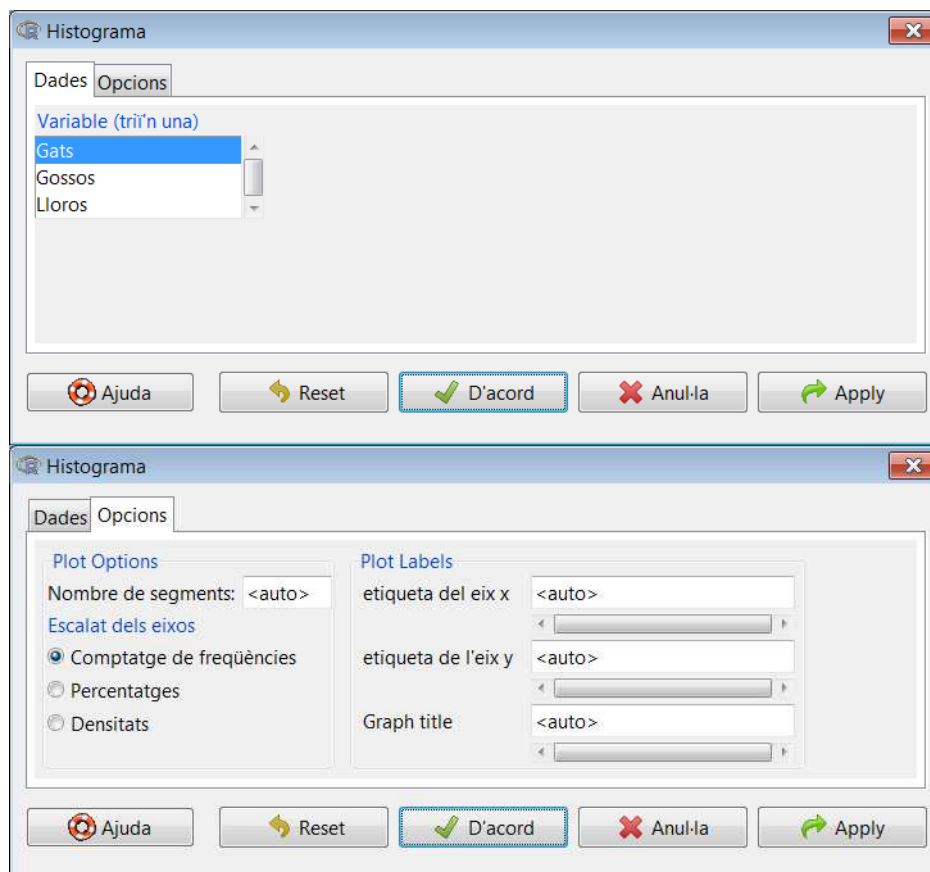 Histograma
Dades Opcions
Variable (triï'n una)
Gats
Gossos
Lloros
Ajuda Reset D'acord Anul·la Apply
Histograma
Dades Opcions
Plot Options Plot Labels
Nombre de segments: <auto> etiqueta del eix x <auto>
Escalat dels eixos
Comptatge de freqüències etiqueta de l'eix y <auto>
Percentatges
Densitats Graph title <auto>
Ajuda Reset D'acord Anul·la Apply